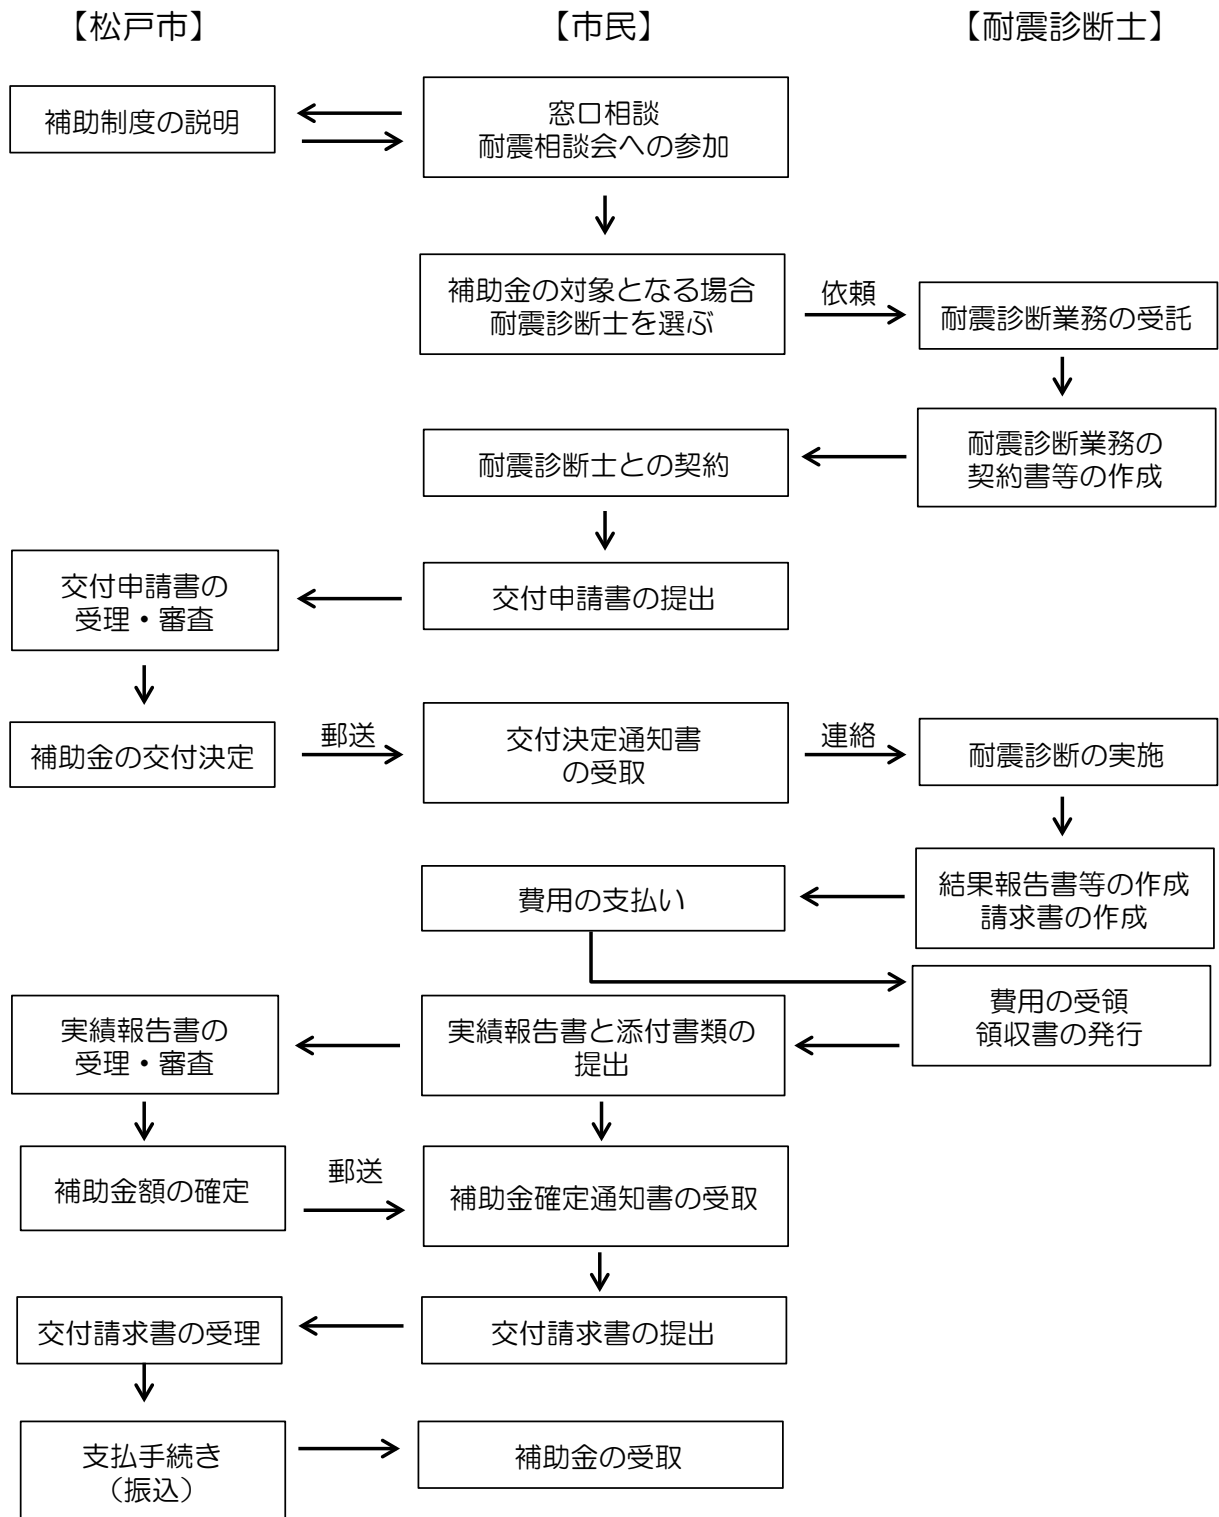 【松戸市】
【市民】
【耐震診断士】
補助制度の説明
窓口相談
耐震相談会への参加
補助金の対象となる場合
耐震診断士を選ぶ
依頼
耐震診断業務の受託
耐震診断業務の
契約書等の作成
耐震診断士との契約
交付申請書の提出
交付申請書の
受理・審査
補助金の交付決定
郵送
交付決定通知書
の受取
連絡
耐震診断の実施
結果報告書等の作成
請求書の作成
費用の支払い
費用の受領
領収書の発行
実績報告書と添付書類の
提出
実績報告書の
受理・審査
補助金額の確定
郵送
補助金確定通知書の受取
交付請求書の提出
交付請求書の受理
支払手続き
（振込）
補助金の受取